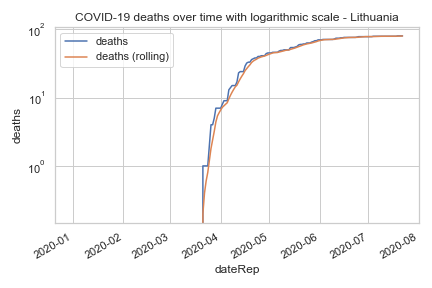 COVID-19 deaths over time with logarithmic scale - Lithuania
deaths
deaths (rolling)
10²
10¹
10⁰
deaths
2020-01
2020-02
2020-03
2020-04
2020-05
2020-06
2020-07
2020-08
dateRep